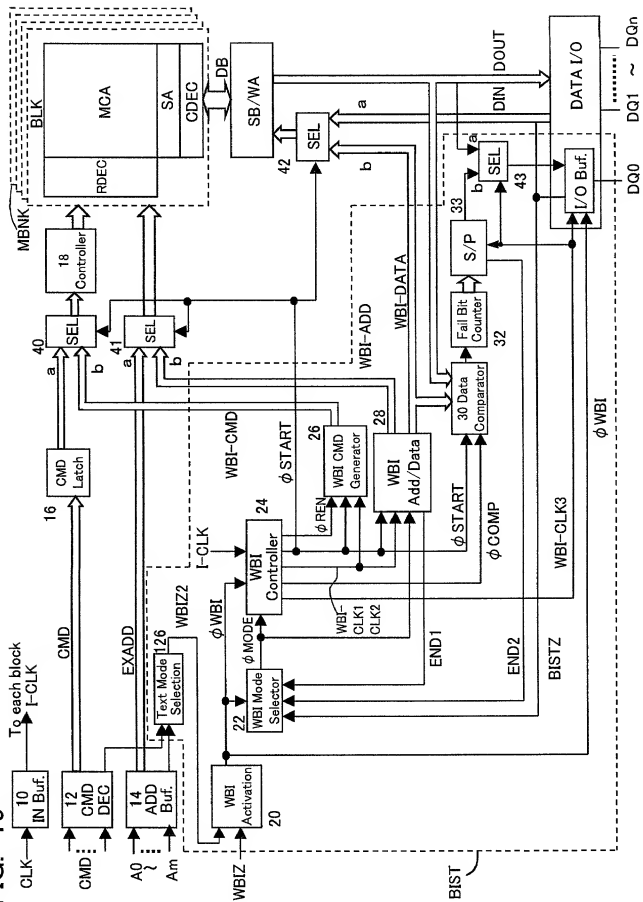 MBNK
BLK
MCA
RDEC
SA
CDEC
DB
SB/WA
DOUT
DIN
DATA I/O
DQn
~
DQ1
DQ0
I/O Buf.
SEL
43
a
b
SEL
42
a
b
18
Controller
40
SEL
a
b
41
SEL
a
b
16
CMD
Latch
WBI-CMD
WBI-ADD
WBI-DATA
33
S/P
Fail Bit
Counter
32
30 Data
Comparator
φSTART
26
WBI CMD
Generator
28
WBI
Add/Data
φREN
24
I-CLK
WBI
Controller
φWBI
φMODE
WBI-
CLK1
CLK2
φSTART
φCOMP
WBI-CLK3
φWBI
END1
END2
BISTZ
22
WBI Mode
Selector
WBI
Activation
20
WBIZ
WBIZ2
Text Mode
Selection
126
CMD
EXADD
To each block
I-CLK
10
IN Buf.
CLK
12
CMD
DEC
CMD
14
ADD
Buf.
A0
~
Am
BIST